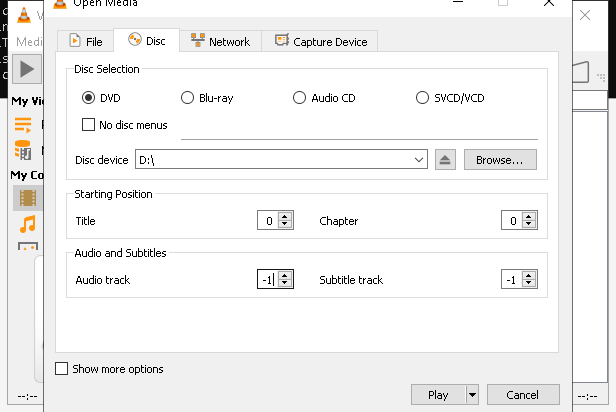 Open Media
File Disc Network Capture Device
Disc Selection
DVD Blu-ray Audio CD SVCD/VCD
No disc menus
Disc device D:\ Browse...
Starting Position
Title 0 Chapter 0
Audio and Subtitles
Audio track -1 Subtitle track -1
Show more options
Play Cancel
Medi
My Vi
My Co
--:-- --:--